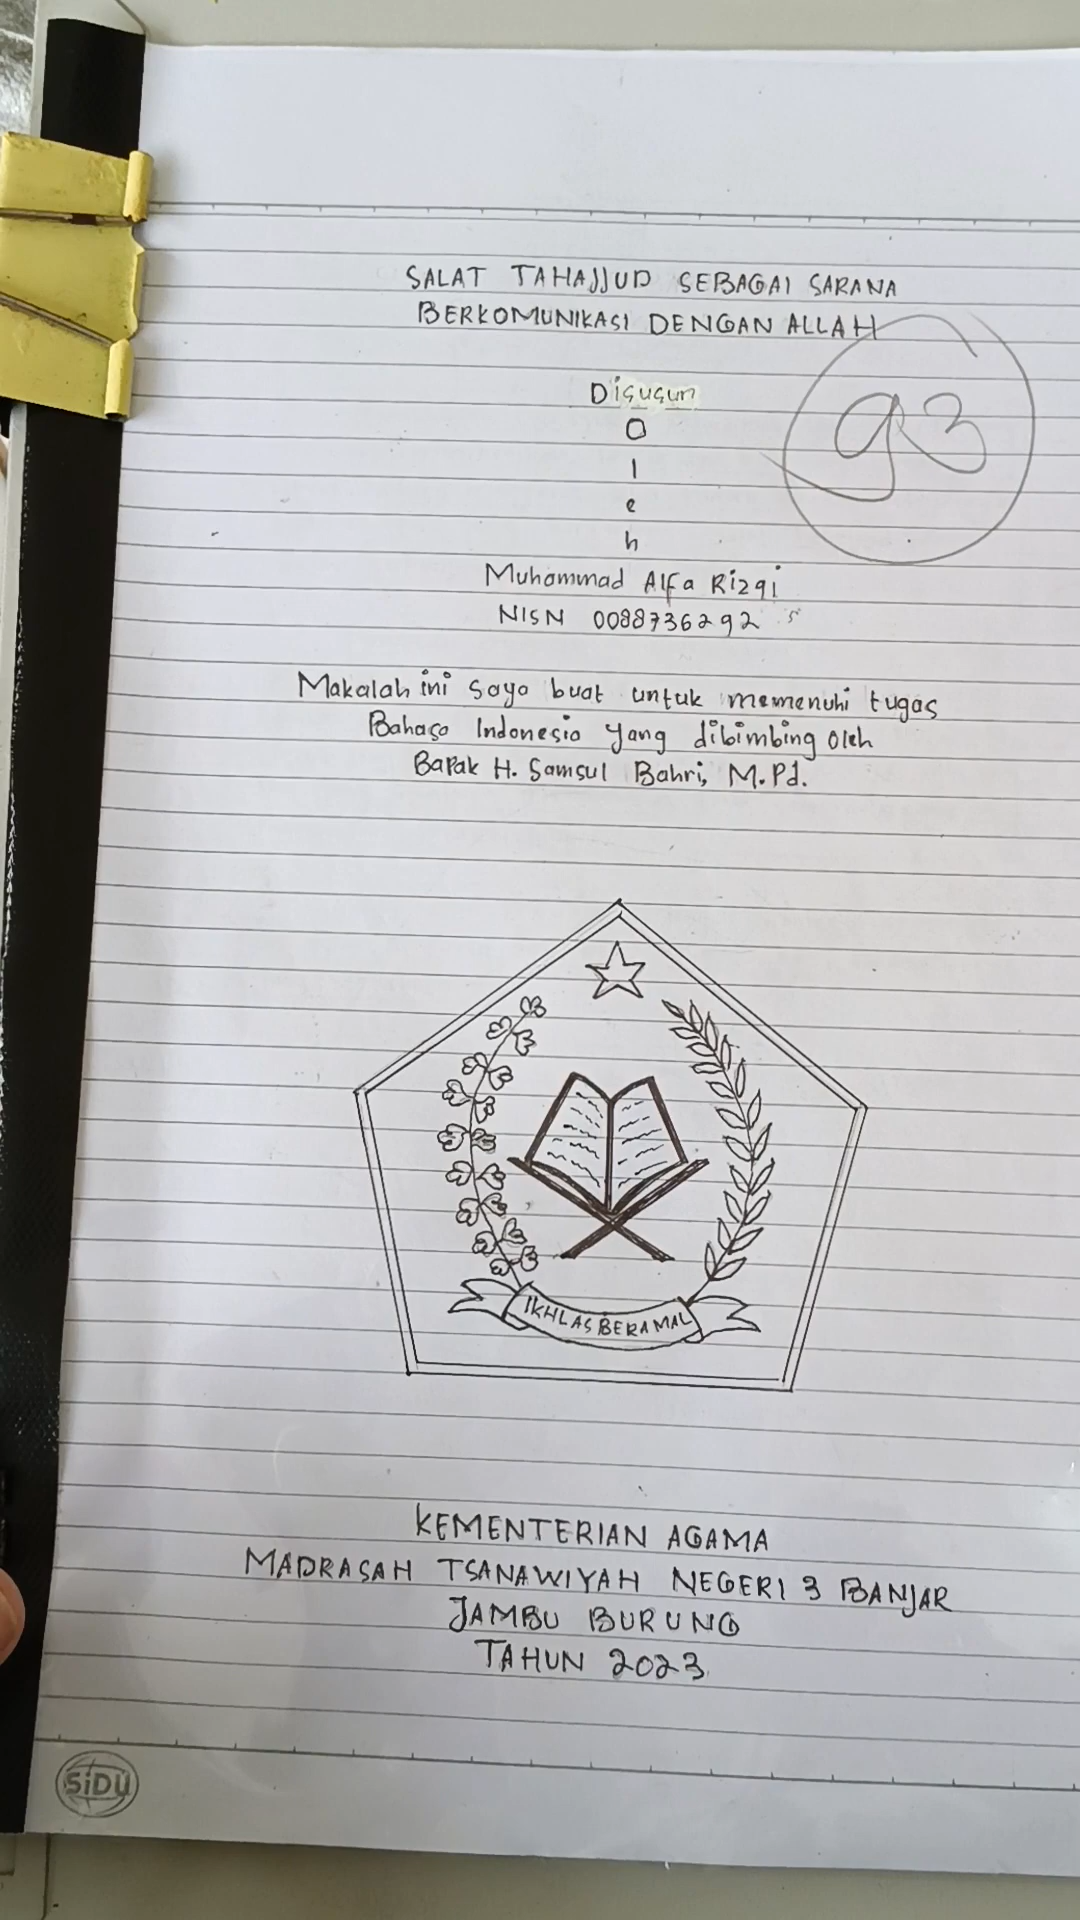 SALAT TAHAJJUD SEBAGAI SARANA
BERKOMUNIKASI DENGAN ALLAH
93
Disusun
O
l
e
h
Muhammad Alfa Rizqi
NISN 0088736292
Makalah ini saya buat untuk memenuhi tugas
Bahasa Indonesia yang dibimbing oleh
Bapak H. Samsul Bahri, M.Pd.
IKHLAS BERAMAL
KEMENTERIAN AGAMA
MADRASAH TSANAWIYAH NEGERI 3 BANJAR
JAMBU BURUNG
TAHUN 2023
SiDU